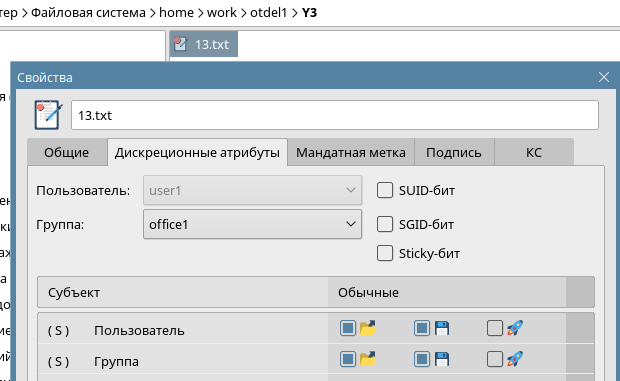 тер > Файловая система > home > work > otdel1 > Y3
13.txt
Свойства
13.txt
Общие Дискреционные атрибуты Мандатная метка Подпись КС
Пользователь: user1 SUID-бит
Группа: office1 SGID-бит
Sticky-бит
Субъект Обычные
( S ) Пользователь
( S ) Группа